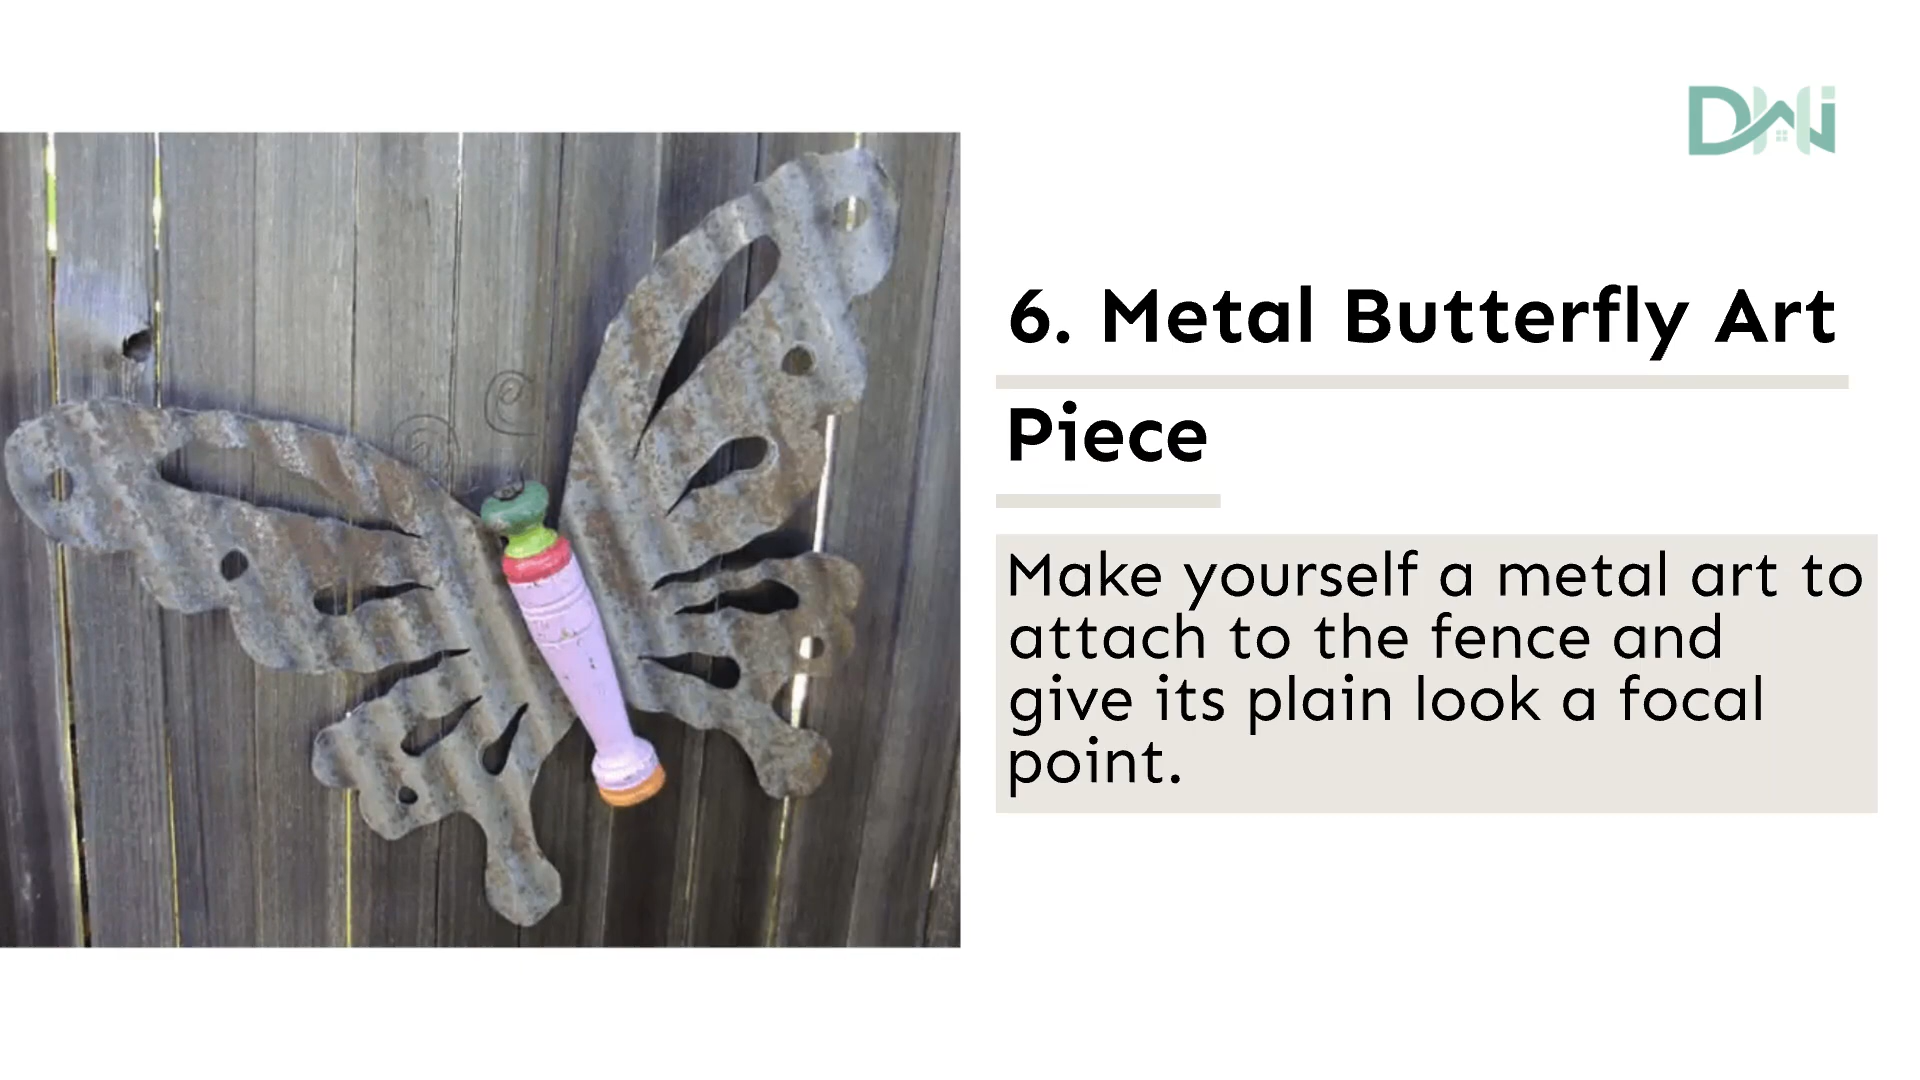 DHI
6. Metal Butterfly Art
Piece
Make yourself a metal art to
attach to the fence and
give its plain look a focal
point.